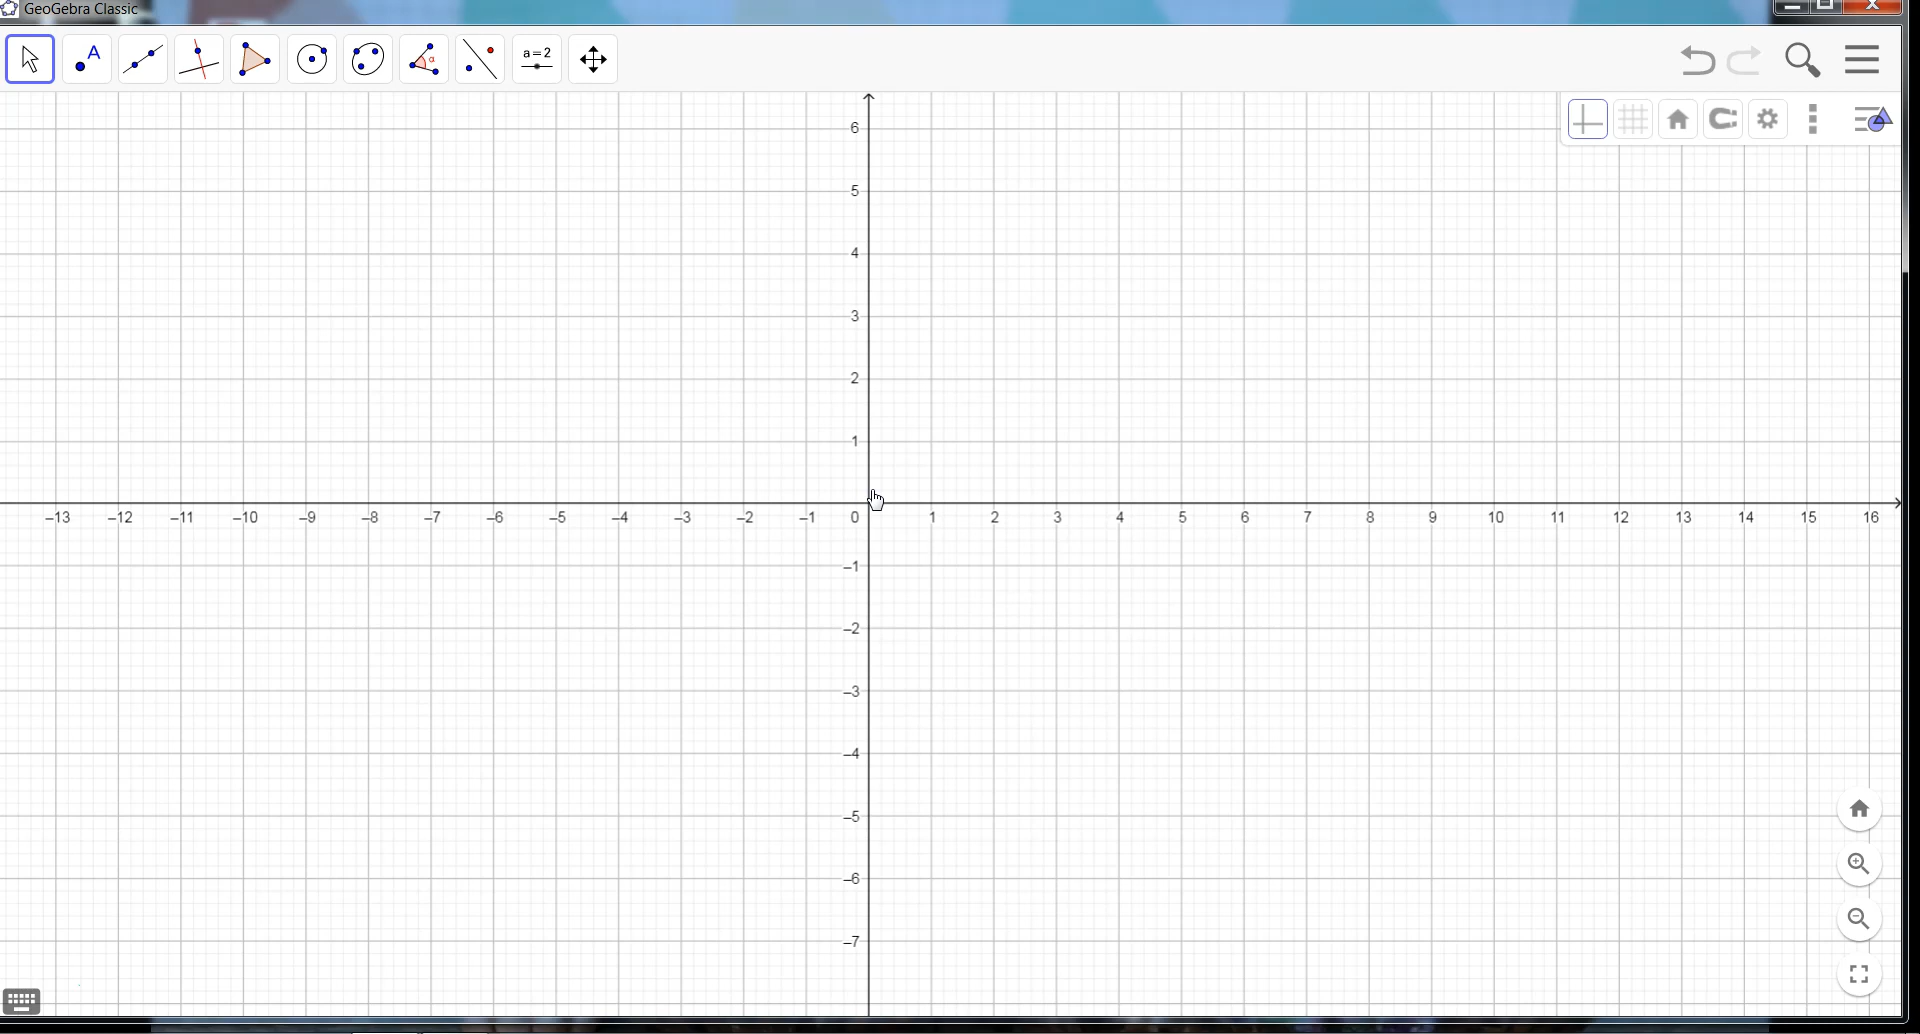 GeoGebra Classic
A
α
a=2
6
5
4
3
2
1
–13 –12 –11 –10 –9 –8 –7 –6 –5 –4 –3 –2 –1 0 1 2 3 4 5 6 7 8 9 10 11 12 13 14 15 16
–1
–2
–3
–4
–5
–6
–7